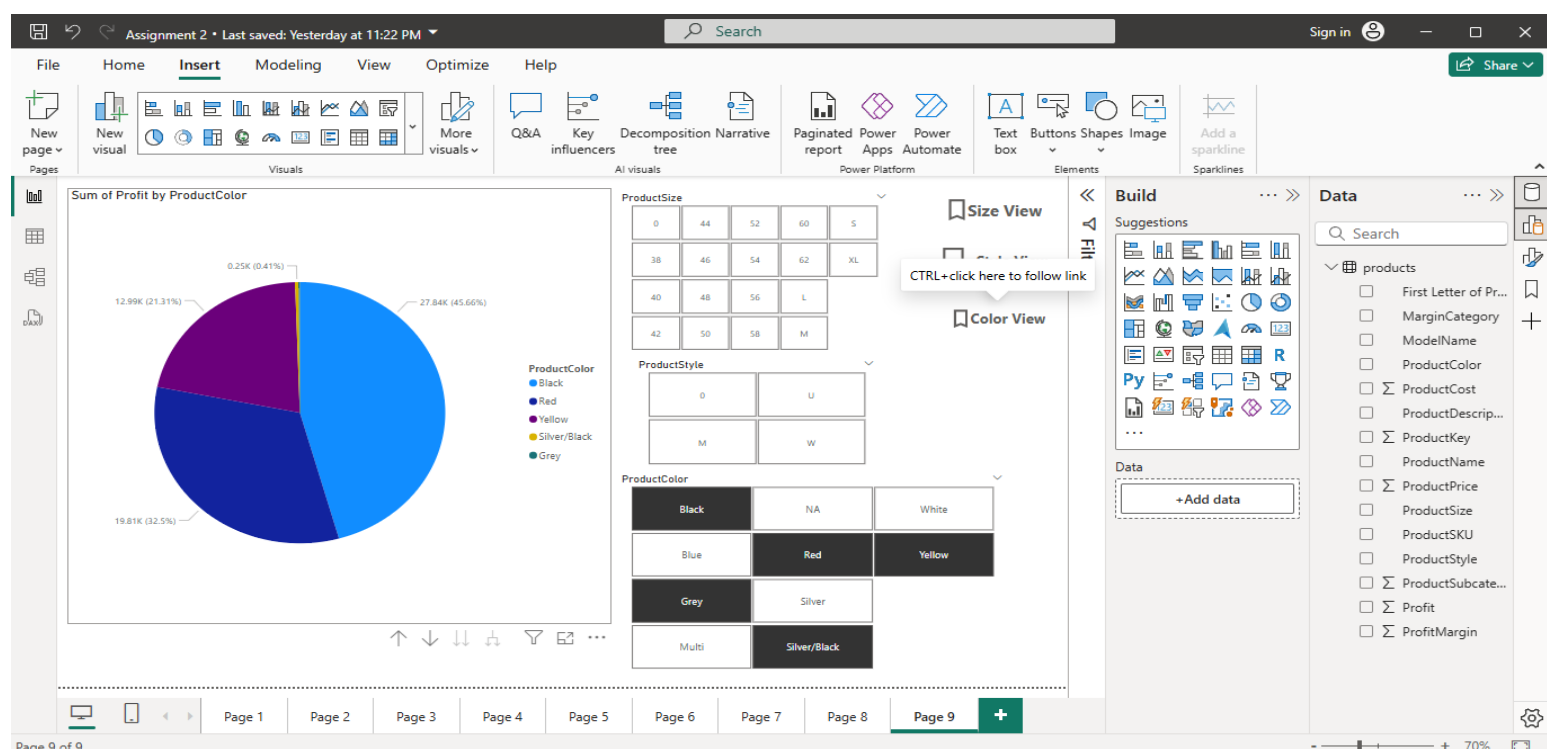 Assignment 2 • Last saved: Yesterday at 11:22 PM
Search
Sign in
File Home Insert Modeling View Optimize Help
Share
New page
New visual
More visuals
Q&A
Key influencers
Decomposition tree
Narrative
Paginated report
Power Apps
Power Automate
Text box
Buttons
Shapes
Image
Add a sparkline
Pages
Visuals
AI visuals
Power Platform
Elements
Sparklines
Sum of Profit by ProductColor
0.25K (0.41%)
12.99K (21.31%)
27.84K (45.66%)
19.81K (32.5%)
ProductColor
Black
Red
Yellow
Silver/Black
Grey
ProductSize
0 44 52 60 S
38 46 54 62 XL
40 48 56 L
42 50 58 M
ProductStyle
0 U
M W
ProductColor
Black NA White
Blue Red Yellow
Grey Silver
Multi Silver/Black
Size View
CTRL+click here to follow link
Color View
Build
Suggestions
123
R
Py
Data
+Add data
Data
Search
products
First Letter of Pr...
MarginCategory
ModelName
ProductColor
∑ ProductCost
ProductDescrip...
∑ ProductKey
ProductName
∑ ProductPrice
ProductSize
ProductSKU
ProductStyle
∑ ProductSubcate...
∑ Profit
∑ ProfitMargin
Page 1 Page 2 Page 3 Page 4 Page 5 Page 6 Page 7 Page 8 Page 9
Page 9 of 9
70%